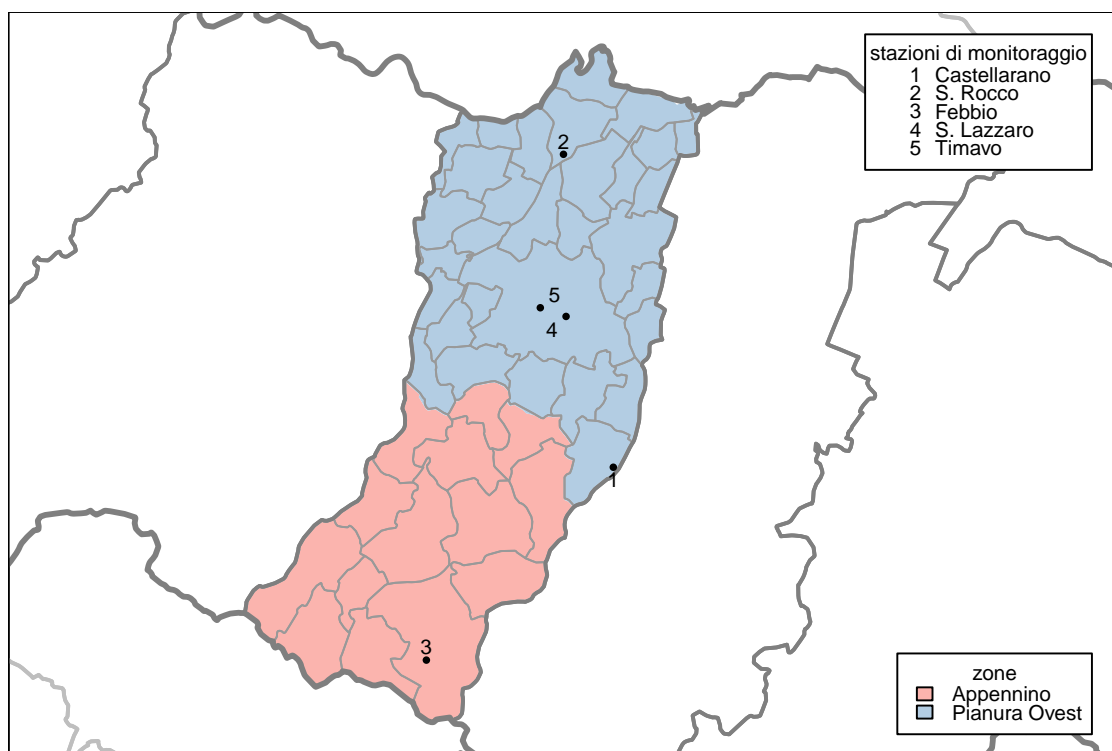 stazioni di monitoraggio
1 Castellarano
2 S. Rocco
3 Febbio
4 S. Lazzaro
5 Timavo
2
5
4
1
3
zone
Appennino
Pianura Ovest